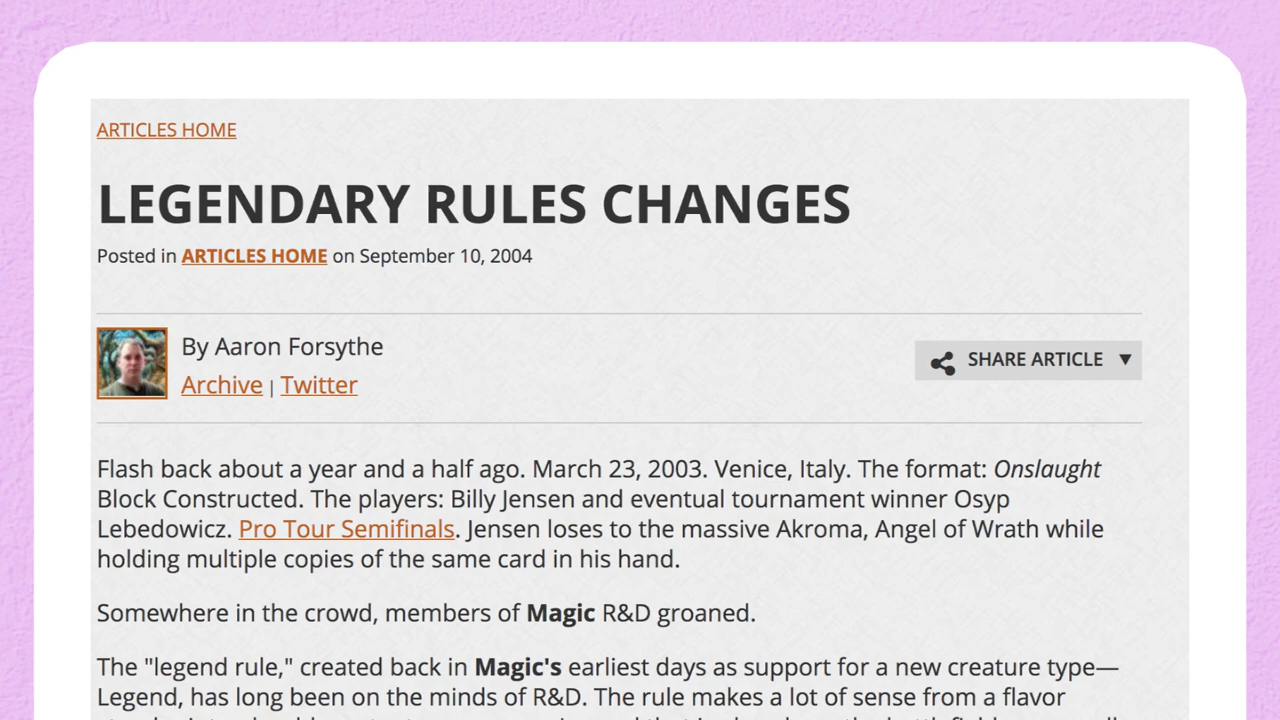 ARTICLES HOME
LEGENDARY RULES CHANGES
Posted in ARTICLES HOME on September 10, 2004
By Aaron Forsythe
Archive | Twitter
SHARE ARTICLE ▼
Flash back about a year and a half ago. March 23, 2003. Venice, Italy. The format: Onslaught
Block Constructed. The players: Billy Jensen and eventual tournament winner Osyp
Lebedowicz. Pro Tour Semifinals. Jensen loses to the massive Akroma, Angel of Wrath while
holding multiple copies of the same card in his hand.
Somewhere in the crowd, members of Magic R&D groaned.
The "legend rule," created back in Magic's earliest days as support for a new creature type—
Legend, has long been on the minds of R&D. The rule makes a lot of sense from a flavor